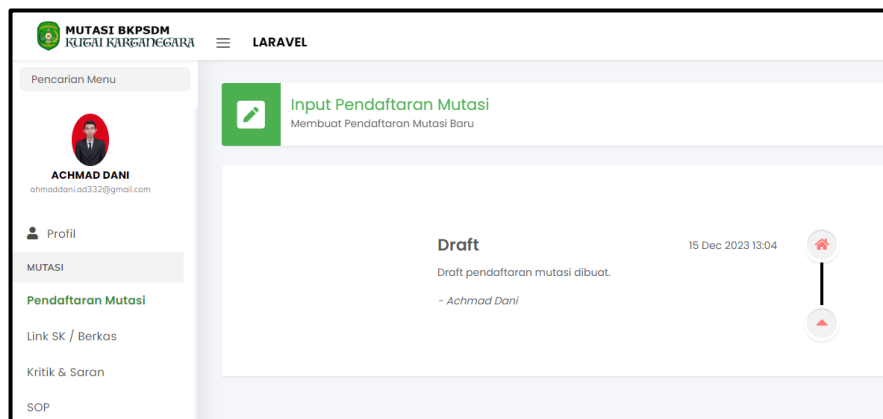 MUTASI BKPSDM
KUTAI KARTANEGARA
LARAVEL
Pencarian Menu
ACHMAD DANI
ahmaddani.ad332@gmail.com
Profil
MUTASI
Pendaftaran Mutasi
Link SK / Berkas
Kritik & Saran
SOP
Input Pendaftaran Mutasi
Membuat Pendaftaran Mutasi Baru
Draft
15 Dec 2023 13:04
Draft pendaftaran mutasi dibuat.
- Achmad Dani